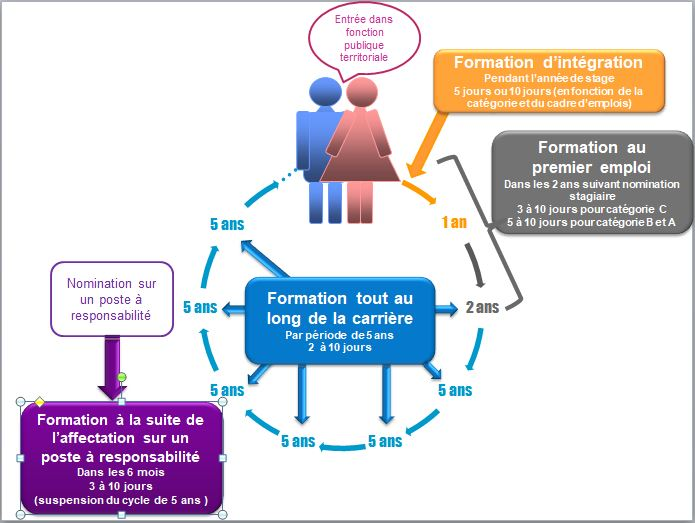 Entrée dans
fonction
publique
territoriale
Formation d'intégration
Pendant l'année de stage
5 jours ou 10 jours (en fonction de la
catégorie et du cadre d'emplois)
Formation au
premier emploi
Dans les 2 ans suivant nomination
stagiaire
3 à 10 jours pour catégorie C
5 à 10 jours pour catégorie B et A
1 an
2 ans
5 ans
5 ans
5 ans
5 ans
5 ans
5 ans
Formation tout au
long de la carrière
Par période de 5 ans
2 à 10 jours
Nomination sur
un poste à
responsabilité
Formation à la suite de
l'affectation sur un
poste à responsabilité
Dans les 6 mois
3 à 10 jours
(suspension du cycle de 5 ans )